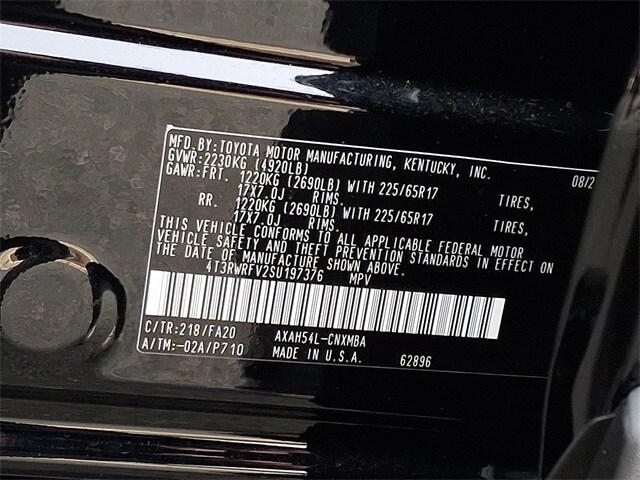 MFD.BY:TOYOTA MOTOR MANUFACTURING, KENTUCKY, INC.
GVWR:2230KG (4920LB) 08/2
GAWR:FRT. 1220KG (2690LB) WITH 225/65R17 TIRES,
17X7.0J RIMS.
RR. 1220KG (2690LB) WITH 225/65R17 TIRES,
17X7.0J RIMS.
THIS VEHICLE CONFORMS TO ALL APPLICABLE FEDERAL MOTOR
VEHICLE SAFETY AND THEFT PREVENTION STANDARDS IN EFFECT ON
THE DATE OF MANUFACTURE SHOWN ABOVE.
4T3RWRFV2SU197376 MPV
C/TR:218/FA20 AXAH54L-CNXMBA
A/TM:-02A/P710 MADE IN U.S.A. 62896